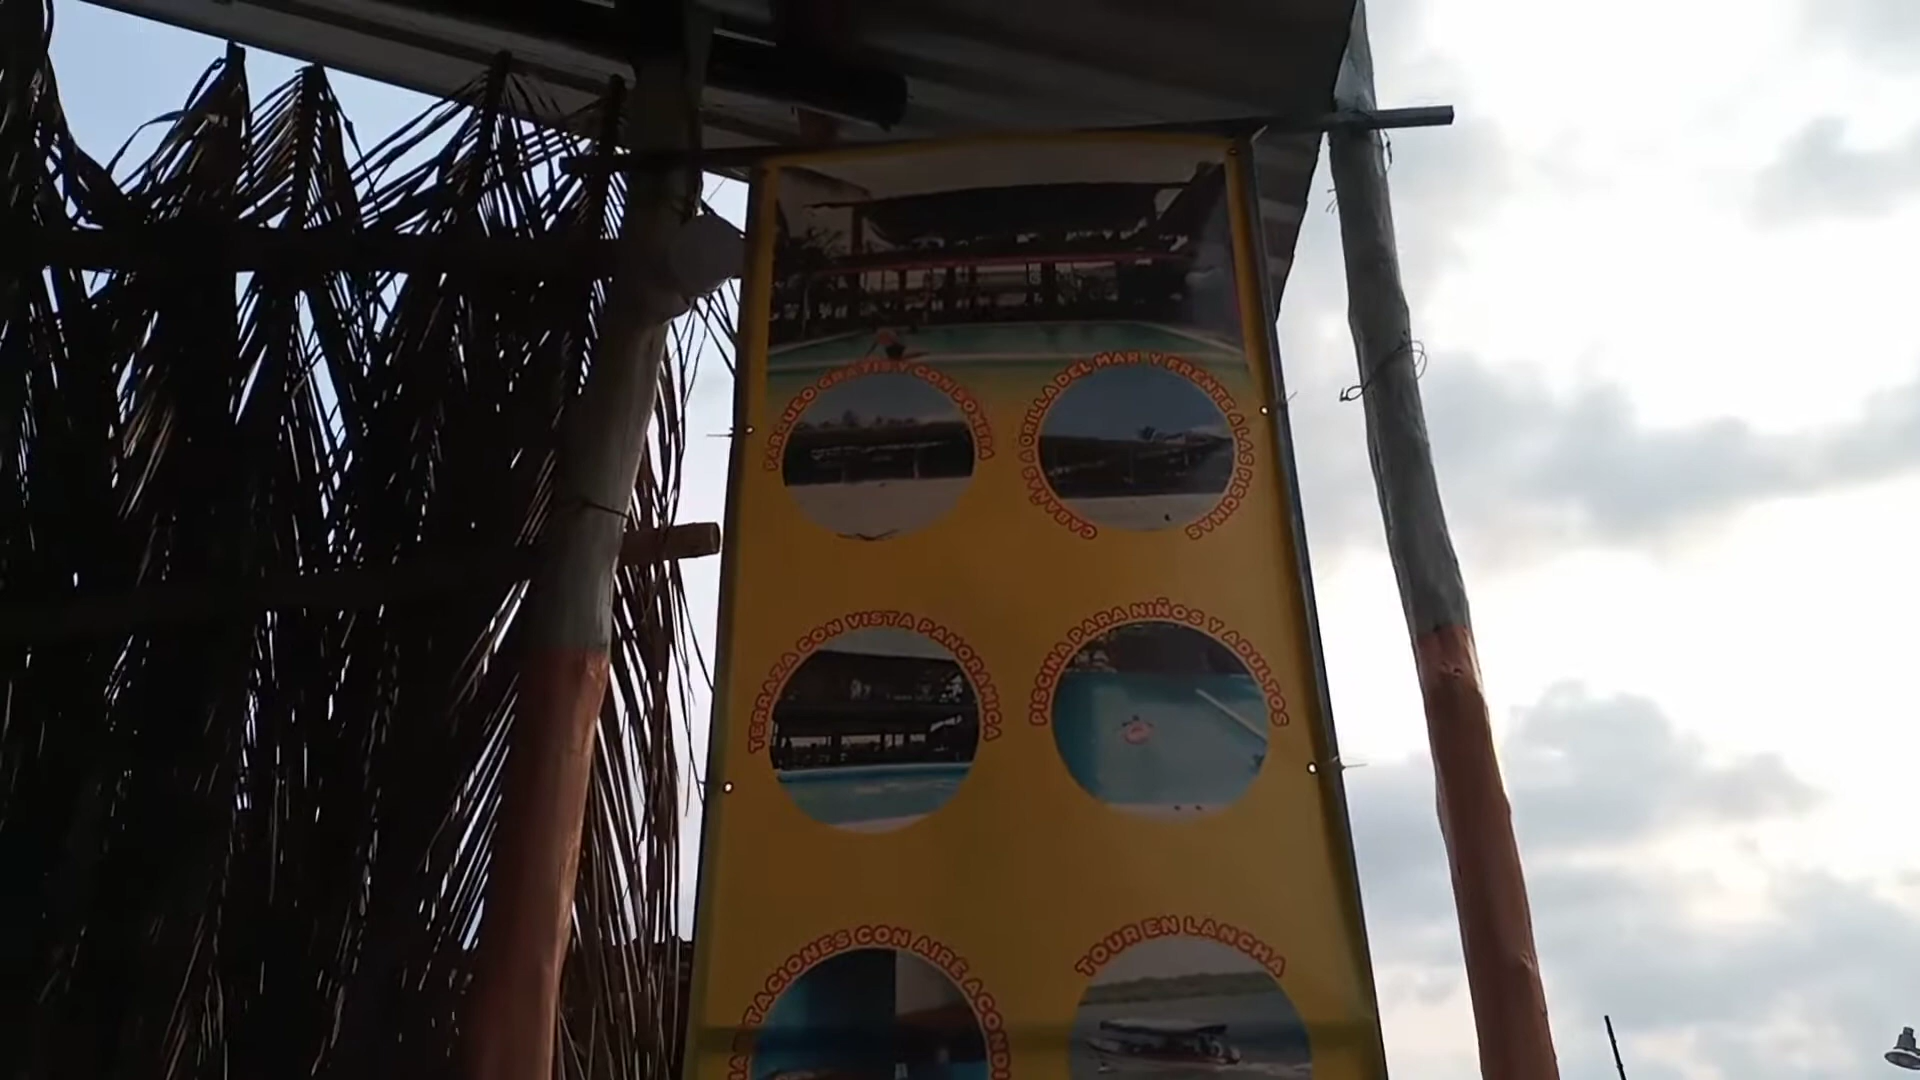 PARQUEO GRATIS Y CON SOMBRA
CABAÑAS A ORILLA DEL MAR Y FRENTE A LAS PISCINAS
TERRAZA CON VISTA PANORAMICA
PISCINA PARA NIÑOS Y ADULTOS
TACIONES CON AIRE ACONDI
TOUR EN LANCHA